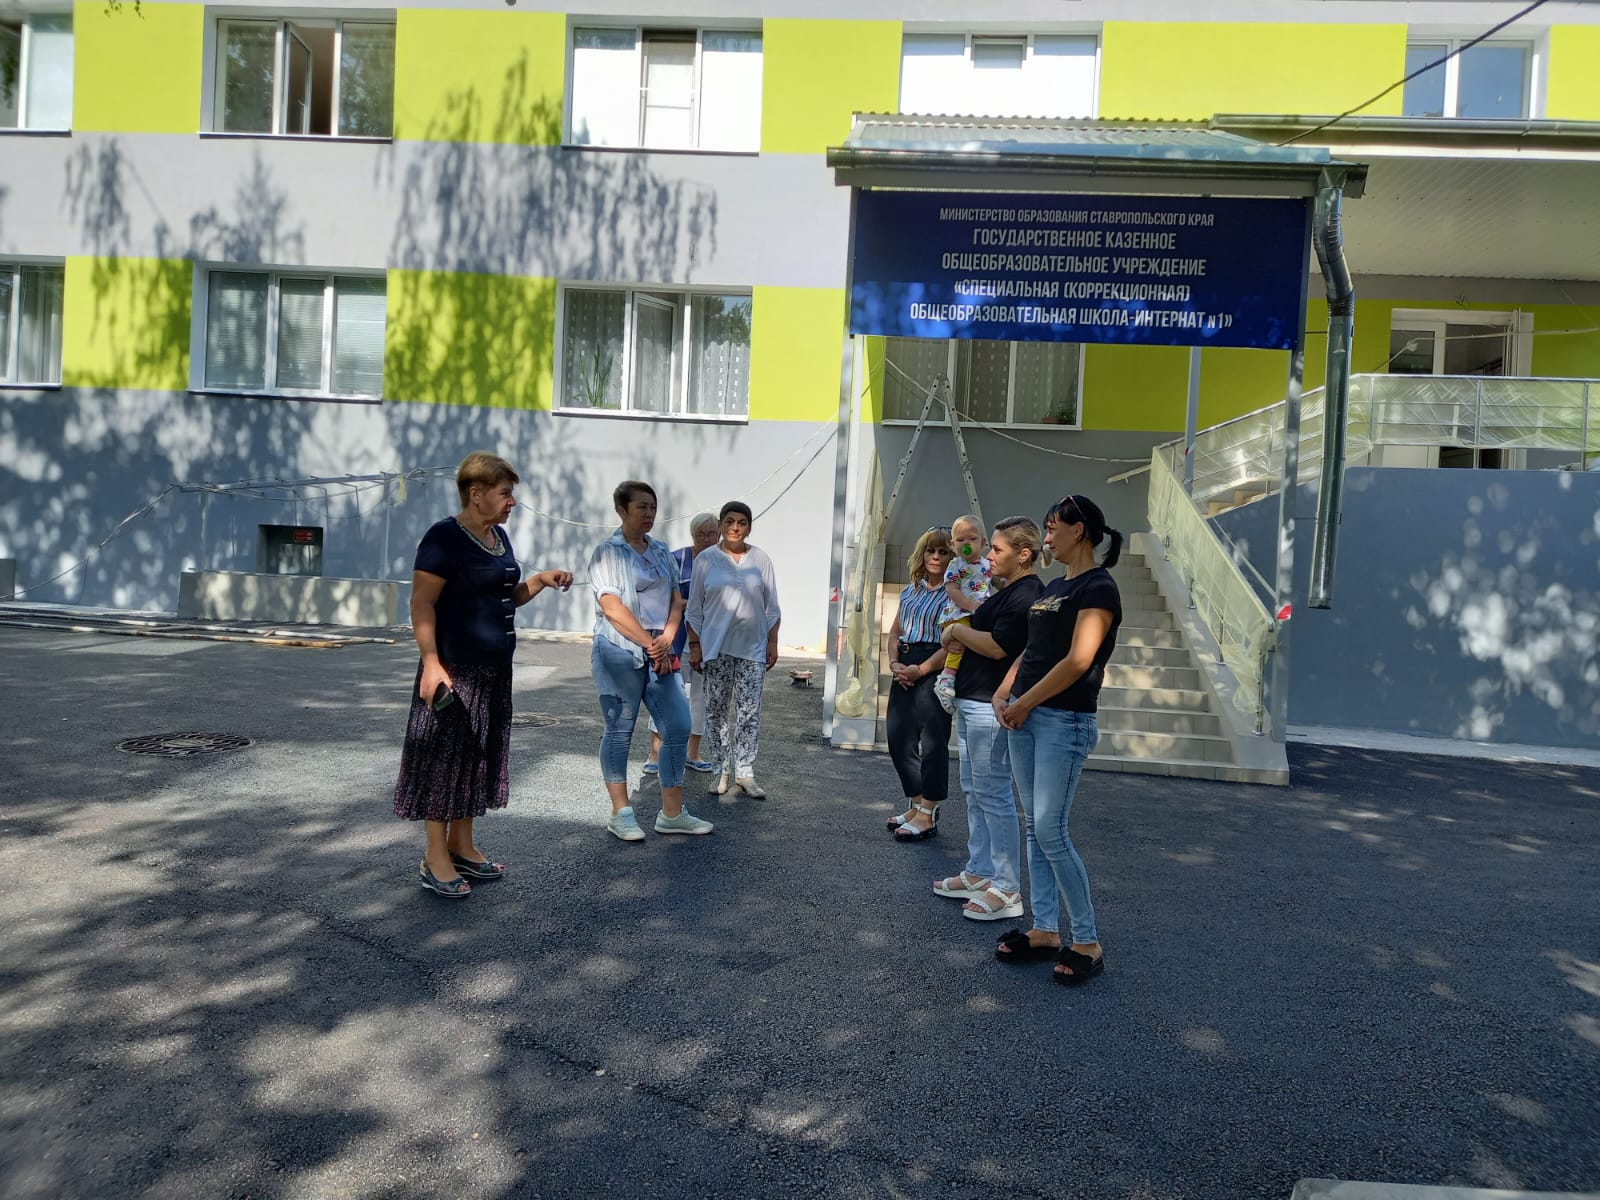 МИНИСТЕРСТВО ОБРАЗОВАНИЯ СТАВРОПОЛЬСКОГО КРАЯ
ГОСУДАРСТВЕННОЕ КАЗЕННОЕ
ОБЩЕОБРАЗОВАТЕЛЬНОЕ УЧРЕЖДЕНИЕ
«СПЕЦИАЛЬНАЯ (КОРРЕКЦИОННАЯ)
ОБЩЕОБРАЗОВАТЕЛЬНАЯ ШКОЛА-ИНТЕРНАТ №1»